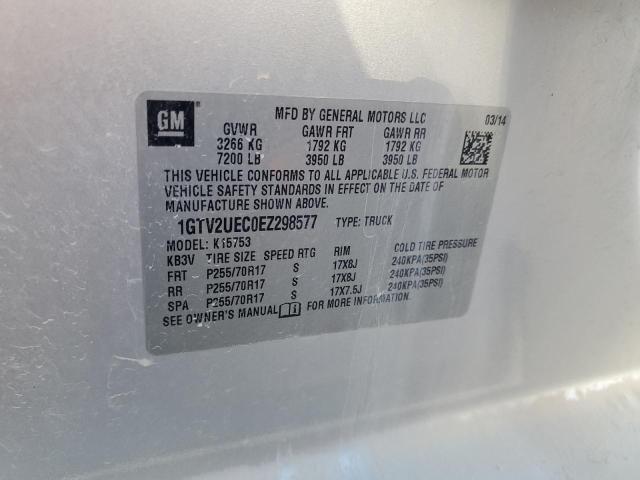 GM
MFD BY GENERAL MOTORS LLC
03/14
GVWR GAWR FRT GAWR RR
3266 KG 1792 KG 1792 KG
7200 LB 3950 LB 3950 LB
THIS VEHICLE CONFORMS TO ALL APPLICABLE U.S. FEDERAL MOTOR
VEHICLE SAFETY STANDARDS IN EFFECT ON THE DATE OF
MANUFACTURE SHOWN ABOVE.
1GTV2UEC0EZ298577 TYPE: TRUCK
MODEL: K15753
KB3V TIRE SIZE SPEED RTG RIM COLD TIRE PRESSURE
FRT P255/70R17 S 17X8J 240KPA(35PSI)
RR P255/70R17 S 17X8J 240KPA(35PSI)
SPA P255/70R17 S 17X7.5J 240KPA(35PSI)
SEE OWNER'S MANUAL FOR MORE INFORMATION.